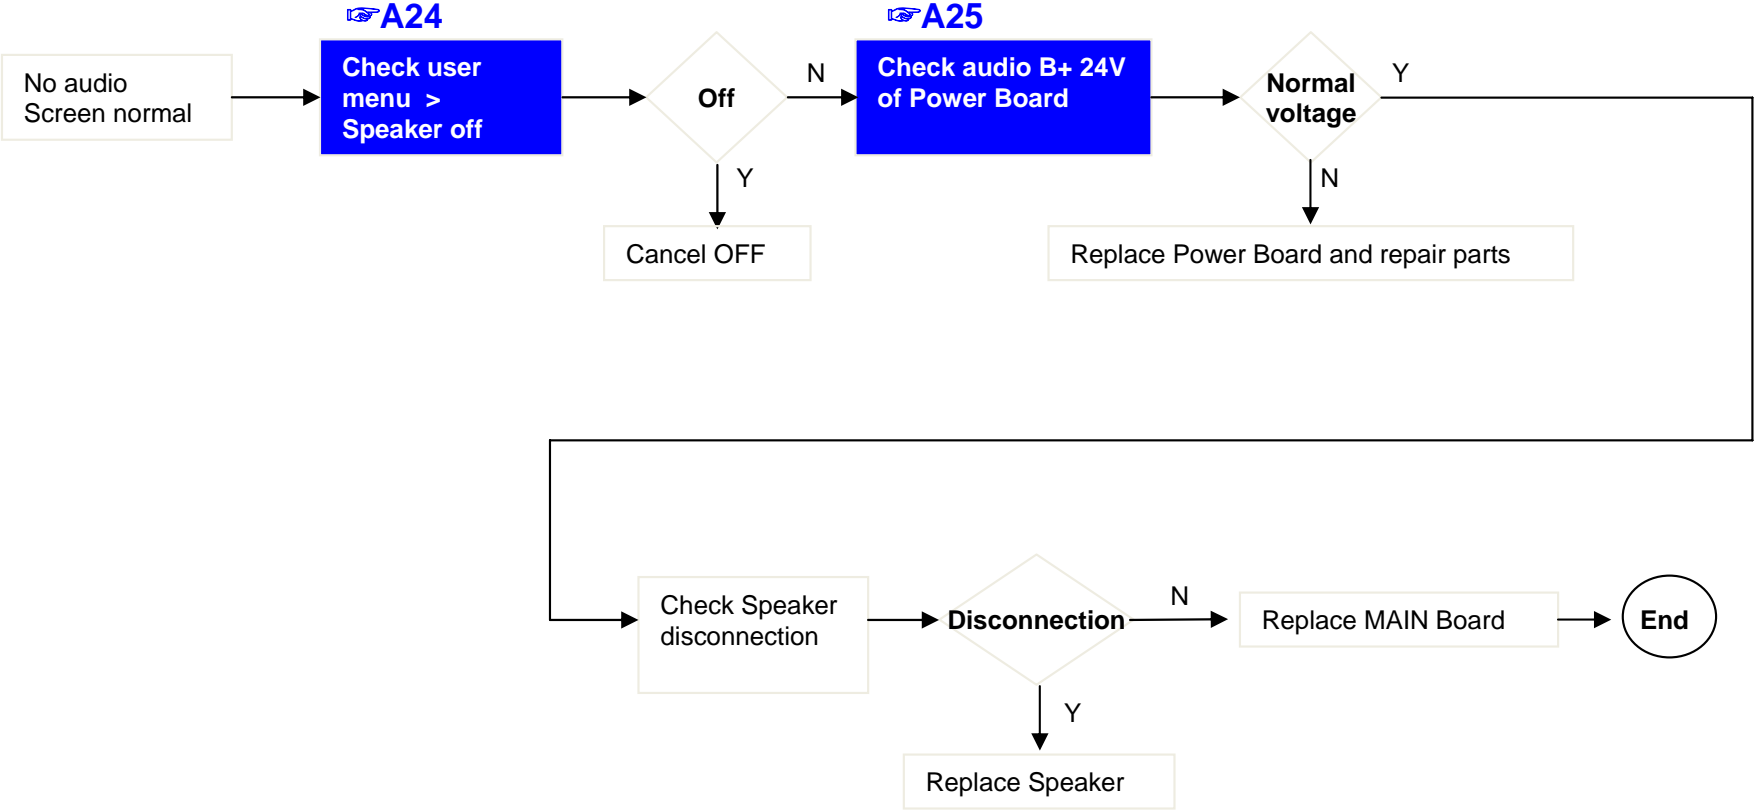 ☞A24
☞A25
No audio
Screen normal
Check user
menu >
Speaker off
Off
N
Check audio B+ 24V
of Power Board
Normal
voltage
Y
Y
N
Cancel OFF
Replace Power Board and repair parts
Check Speaker
disconnection
Disconnection
N
Replace MAIN Board
End
Y
Replace Speaker